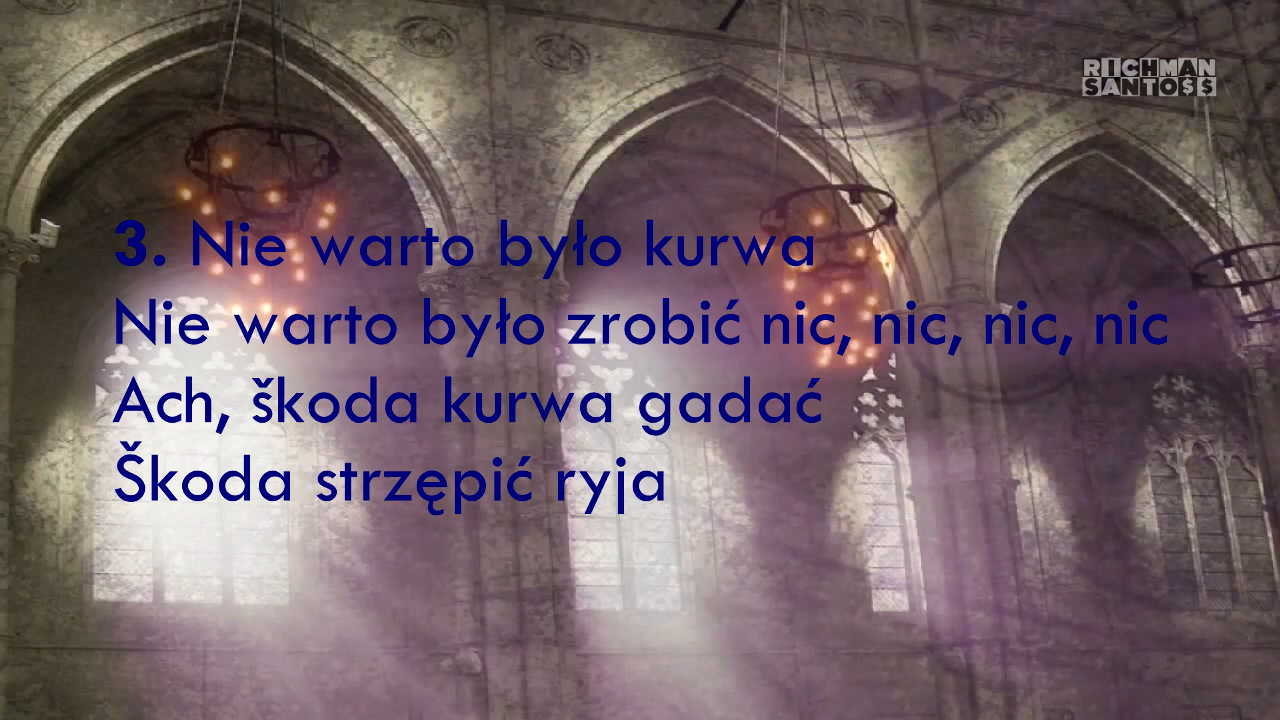 RIICHMAN
SANTO$$
3. Nie warto było kurwa
Nie warto było zrobić nic, nic, nic, nic
Ach, škoda kurwa gadać
Škoda strzępić ryja